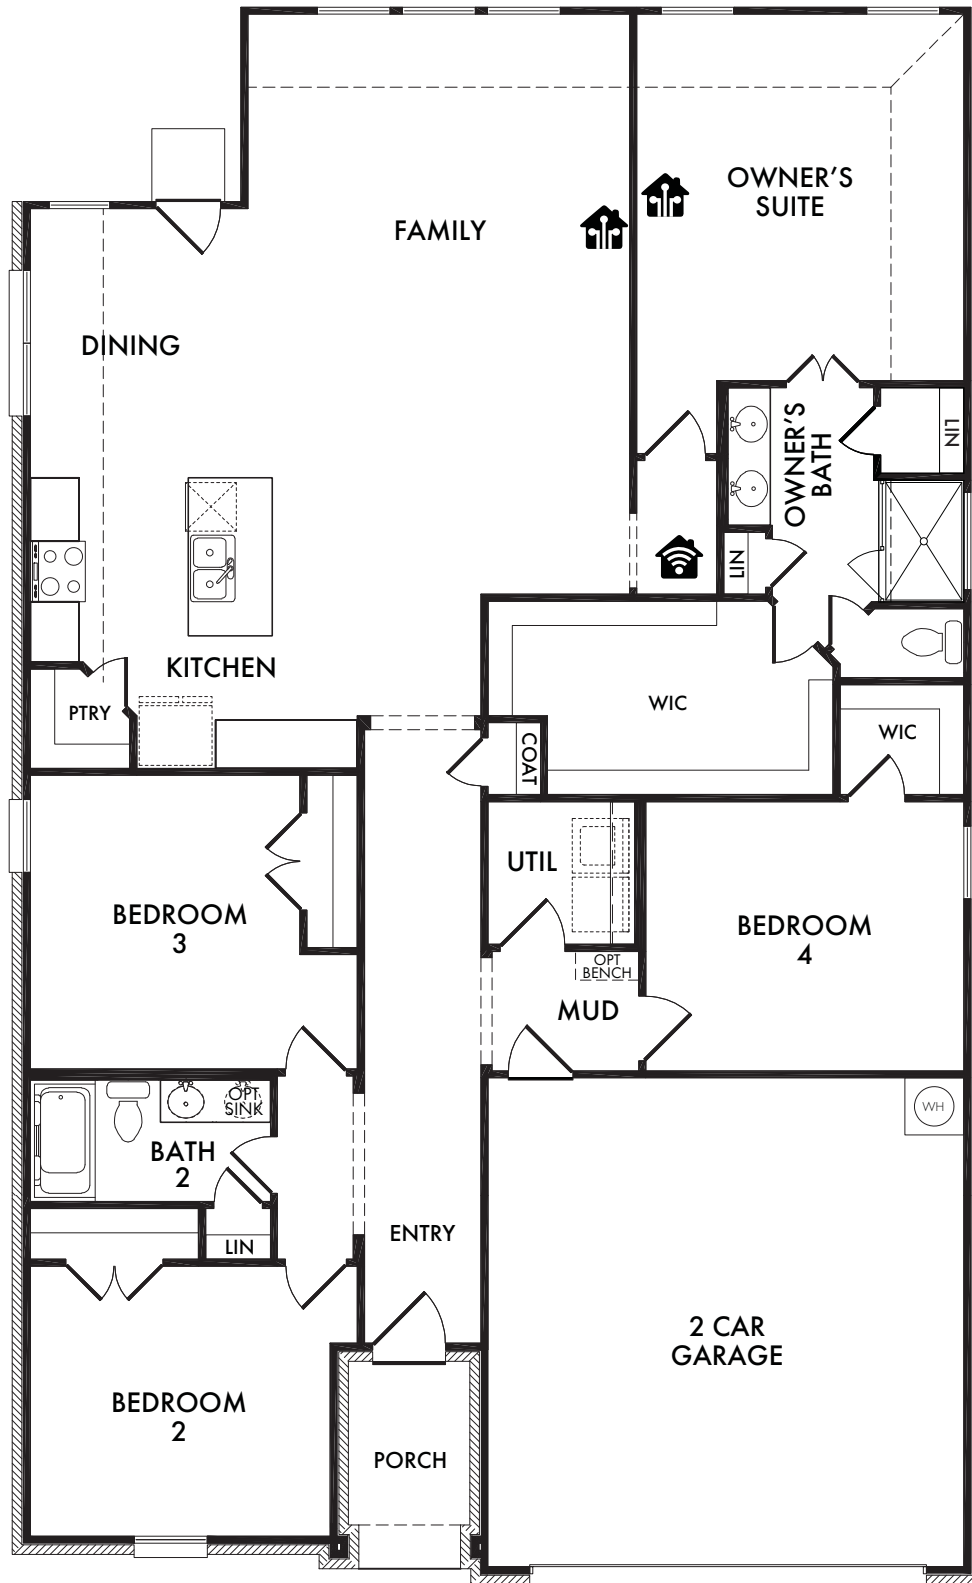 OWNER'S
SUITE
FAMILY
DINING
OWNER'S
BATH
LIN
LIN
KITCHEN
PTRY
WIC
WIC
COAT
UTIL
BEDROOM
3
BEDROOM
4
OPT
BENCH
MUD
OPT
SINK
WH
BATH
2
ENTRY
LIN
2 CAR
GARAGE
BEDROOM
2
PORCH